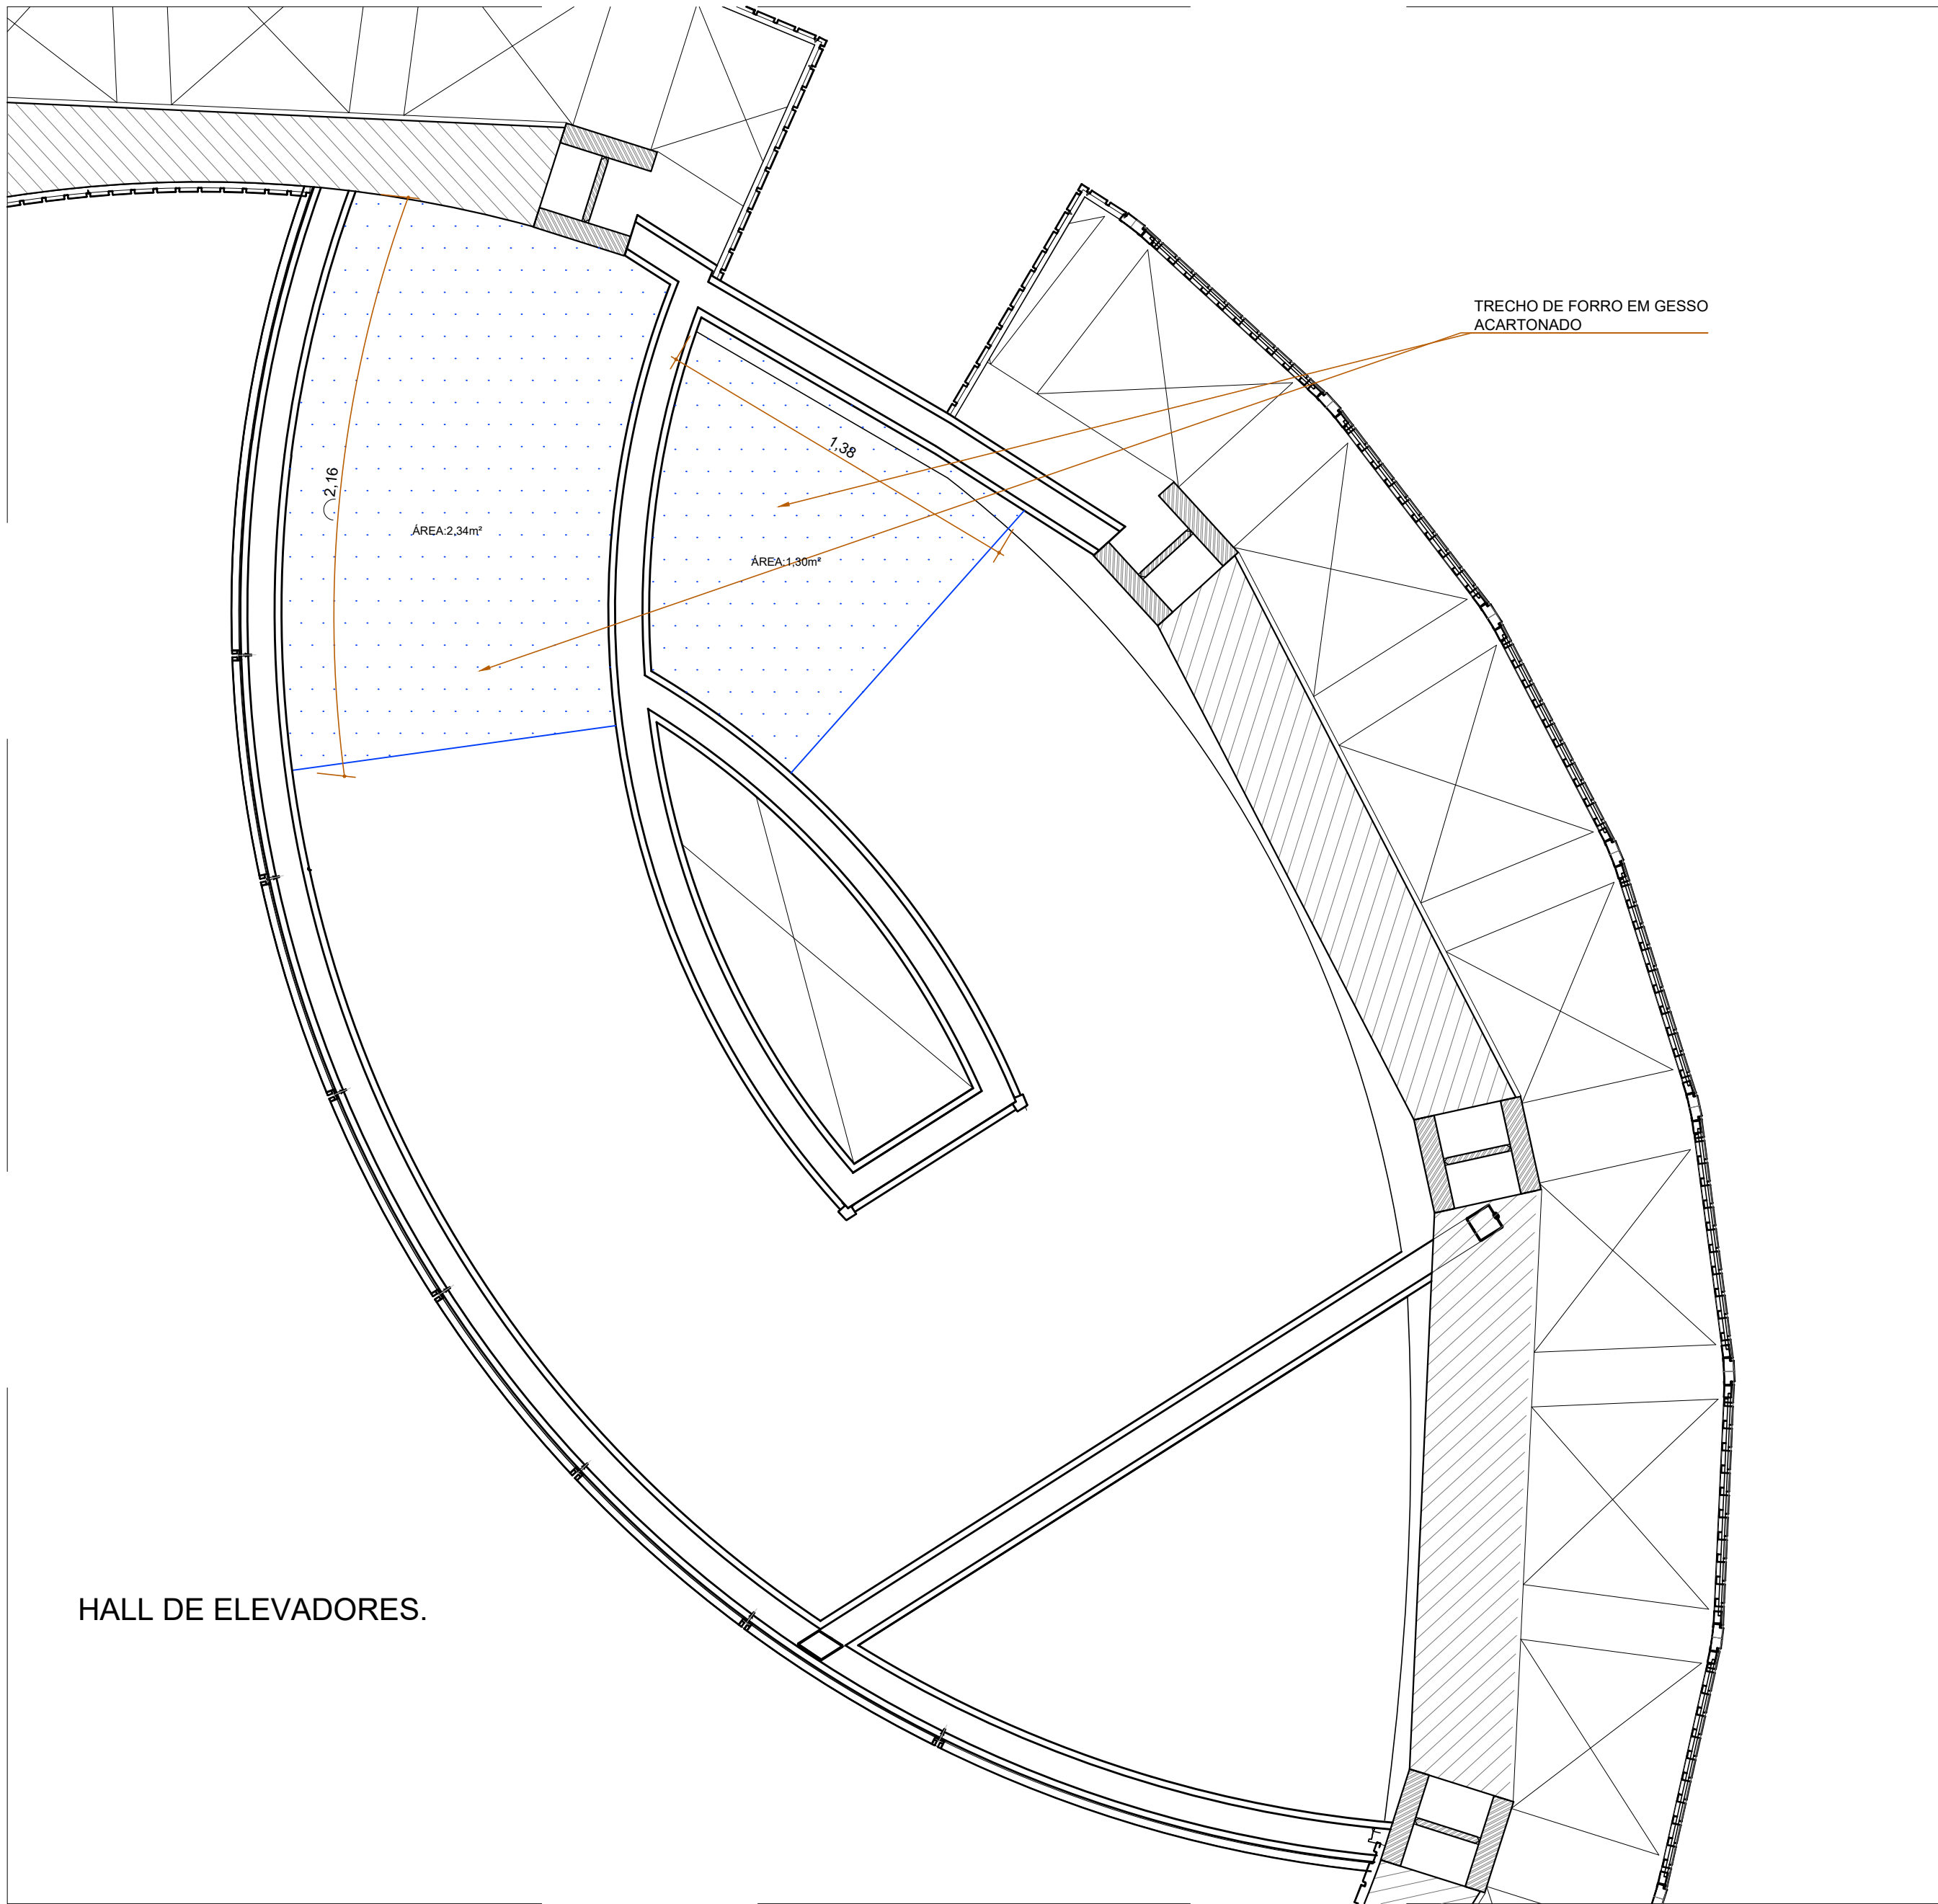 TRECHO DE FORRO EM GESSO
ACARTONADO
1,38
2,16
ÁREA:2,34m²
ÁREA:1,30m²
HALL DE ELEVADORES.